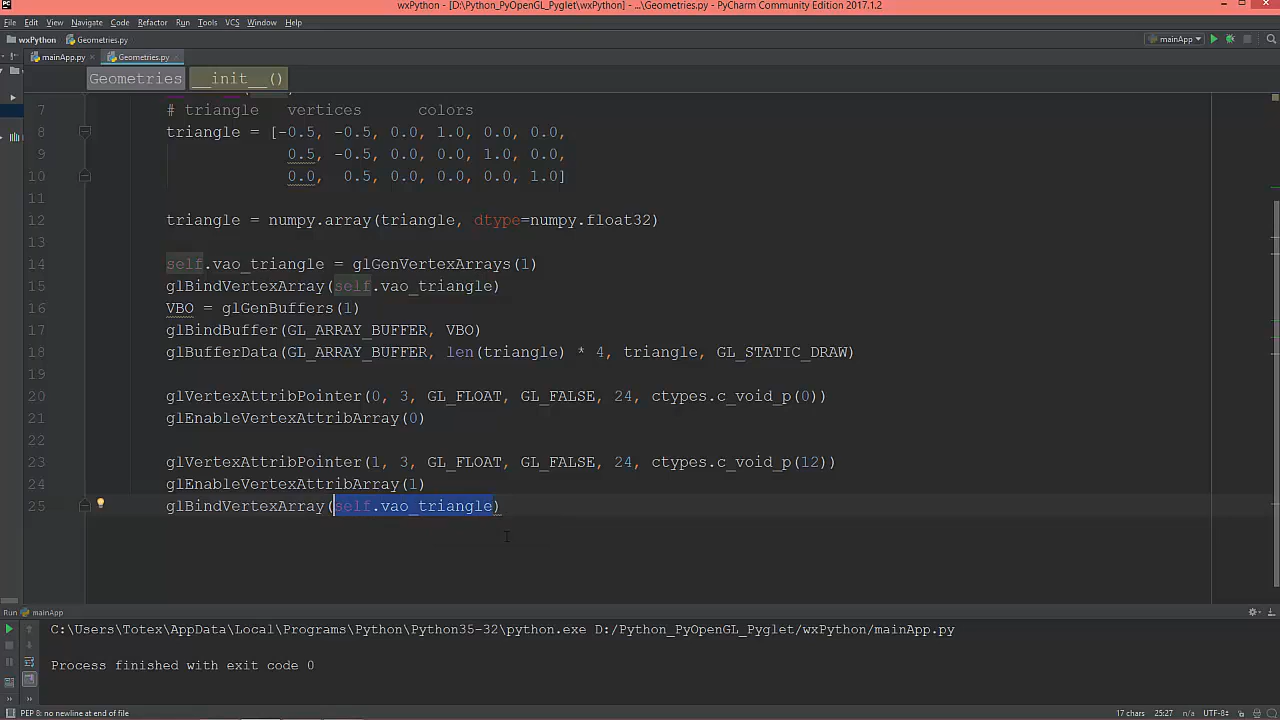 wxPython - [D:\Python_PyOpenGL_Pyglet\wxPython] - ...\Geometries.py - PyCharm Community Edition 2017.1.2
File Edit View Navigate Code Refactor Run Tools VCS Window Help
wxPython Geometries.py mainApp
mainApp.py Geometries.py
Geometries __init__()
7 # triangle vertices colors
8 triangle = [-0.5, -0.5, 0.0, 1.0, 0.0, 0.0,
9 0.5, -0.5, 0.0, 0.0, 1.0, 0.0,
10 0.0, 0.5, 0.0, 0.0, 0.0, 1.0]
11
12 triangle = numpy.array(triangle, dtype=numpy.float32)
13
14 self.vao_triangle = glGenVertexArrays(1)
15 glBindVertexArray(self.vao_triangle)
16 VBO = glGenBuffers(1)
17 glBindBuffer(GL_ARRAY_BUFFER, VBO)
18 glBufferData(GL_ARRAY_BUFFER, len(triangle) * 4, triangle, GL_STATIC_DRAW)
19
20 glVertexAttribPointer(0, 3, GL_FLOAT, GL_FALSE, 24, ctypes.c_void_p(0))
21 glEnableVertexAttribArray(0)
22
23 glVertexAttribPointer(1, 3, GL_FLOAT, GL_FALSE, 24, ctypes.c_void_p(12))
24 glEnableVertexAttribArray(1)
25 glBindVertexArray(self.vao_triangle)
Run mainApp
C:\Users\Totex\AppData\Local\Programs\Python\Python35-32\python.exe D:/Python_PyOpenGL_Pyglet/wxPython/mainApp.py
Process finished with exit code 0
PEP 8: no newline at end of file 17 chars 25:27 n/a UTF-8